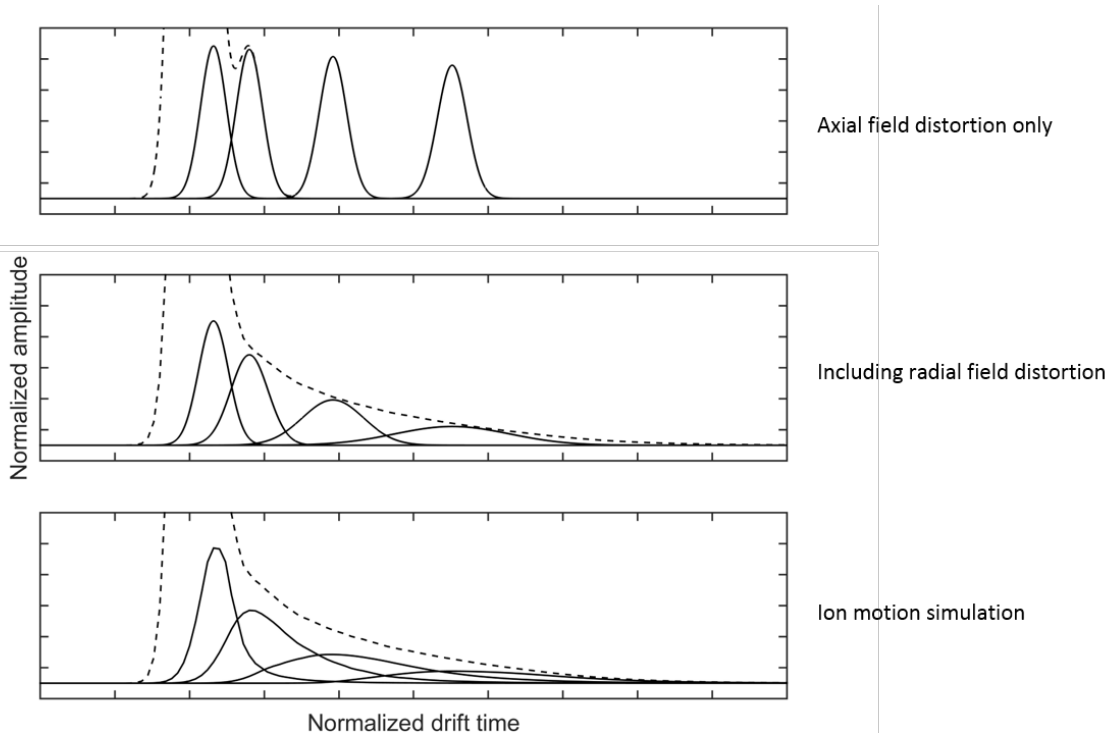 Axial field distortion only
Normalized amplitude
Including radial field distortion
Ion motion simulation
Normalized drift time